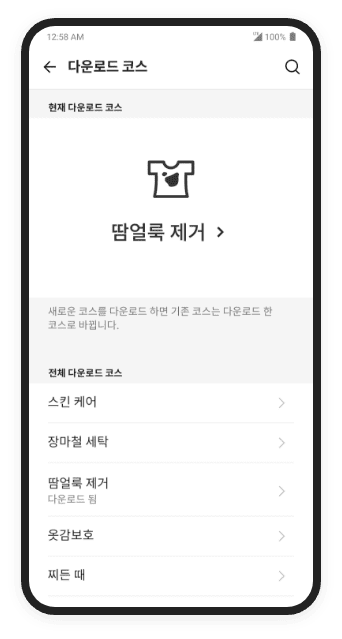 12:58 AM
100%
다운로드 코스
현재 다운로드 코스
땀얼룩 제거
새로운 코스를 다운로드 하면 기존 코스는 다운로드 한
코스로 바뀝니다.
전체 다운로드 코스
스킨 케어
장마철 세탁
땀얼룩 제거
다운로드 됨
옷감보호
찌든 때